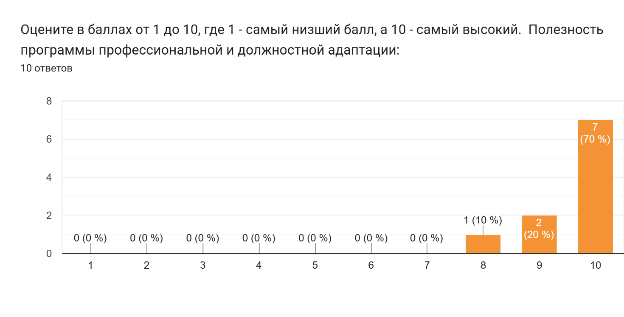 Оцените в баллах от 1 до 10, где 1 - самый низший балл, а 10 - самый высокий.  Полезность
программы профессиональной и должностной адаптации:
10 ответов
8
6
4
2
0
0 (0 %) 0 (0 %) 0 (0 %) 0 (0 %) 0 (0 %) 0 (0 %) 0 (0 %)
1 (10 %)
2
(20 %)
7
(70 %)
1 2 3 4 5 6 7 8 9 10